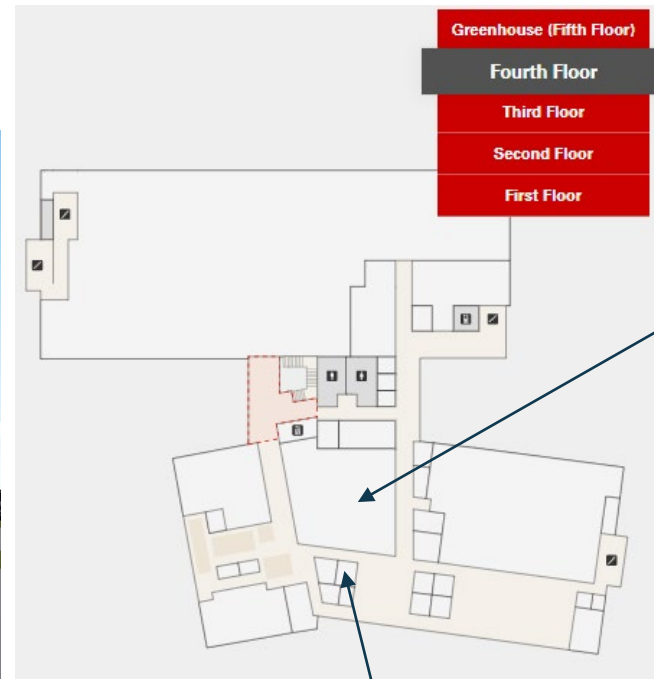 Greenhouse (Fifth Floor)
Fourth Floor
Third Floor
Second Floor
First Floor